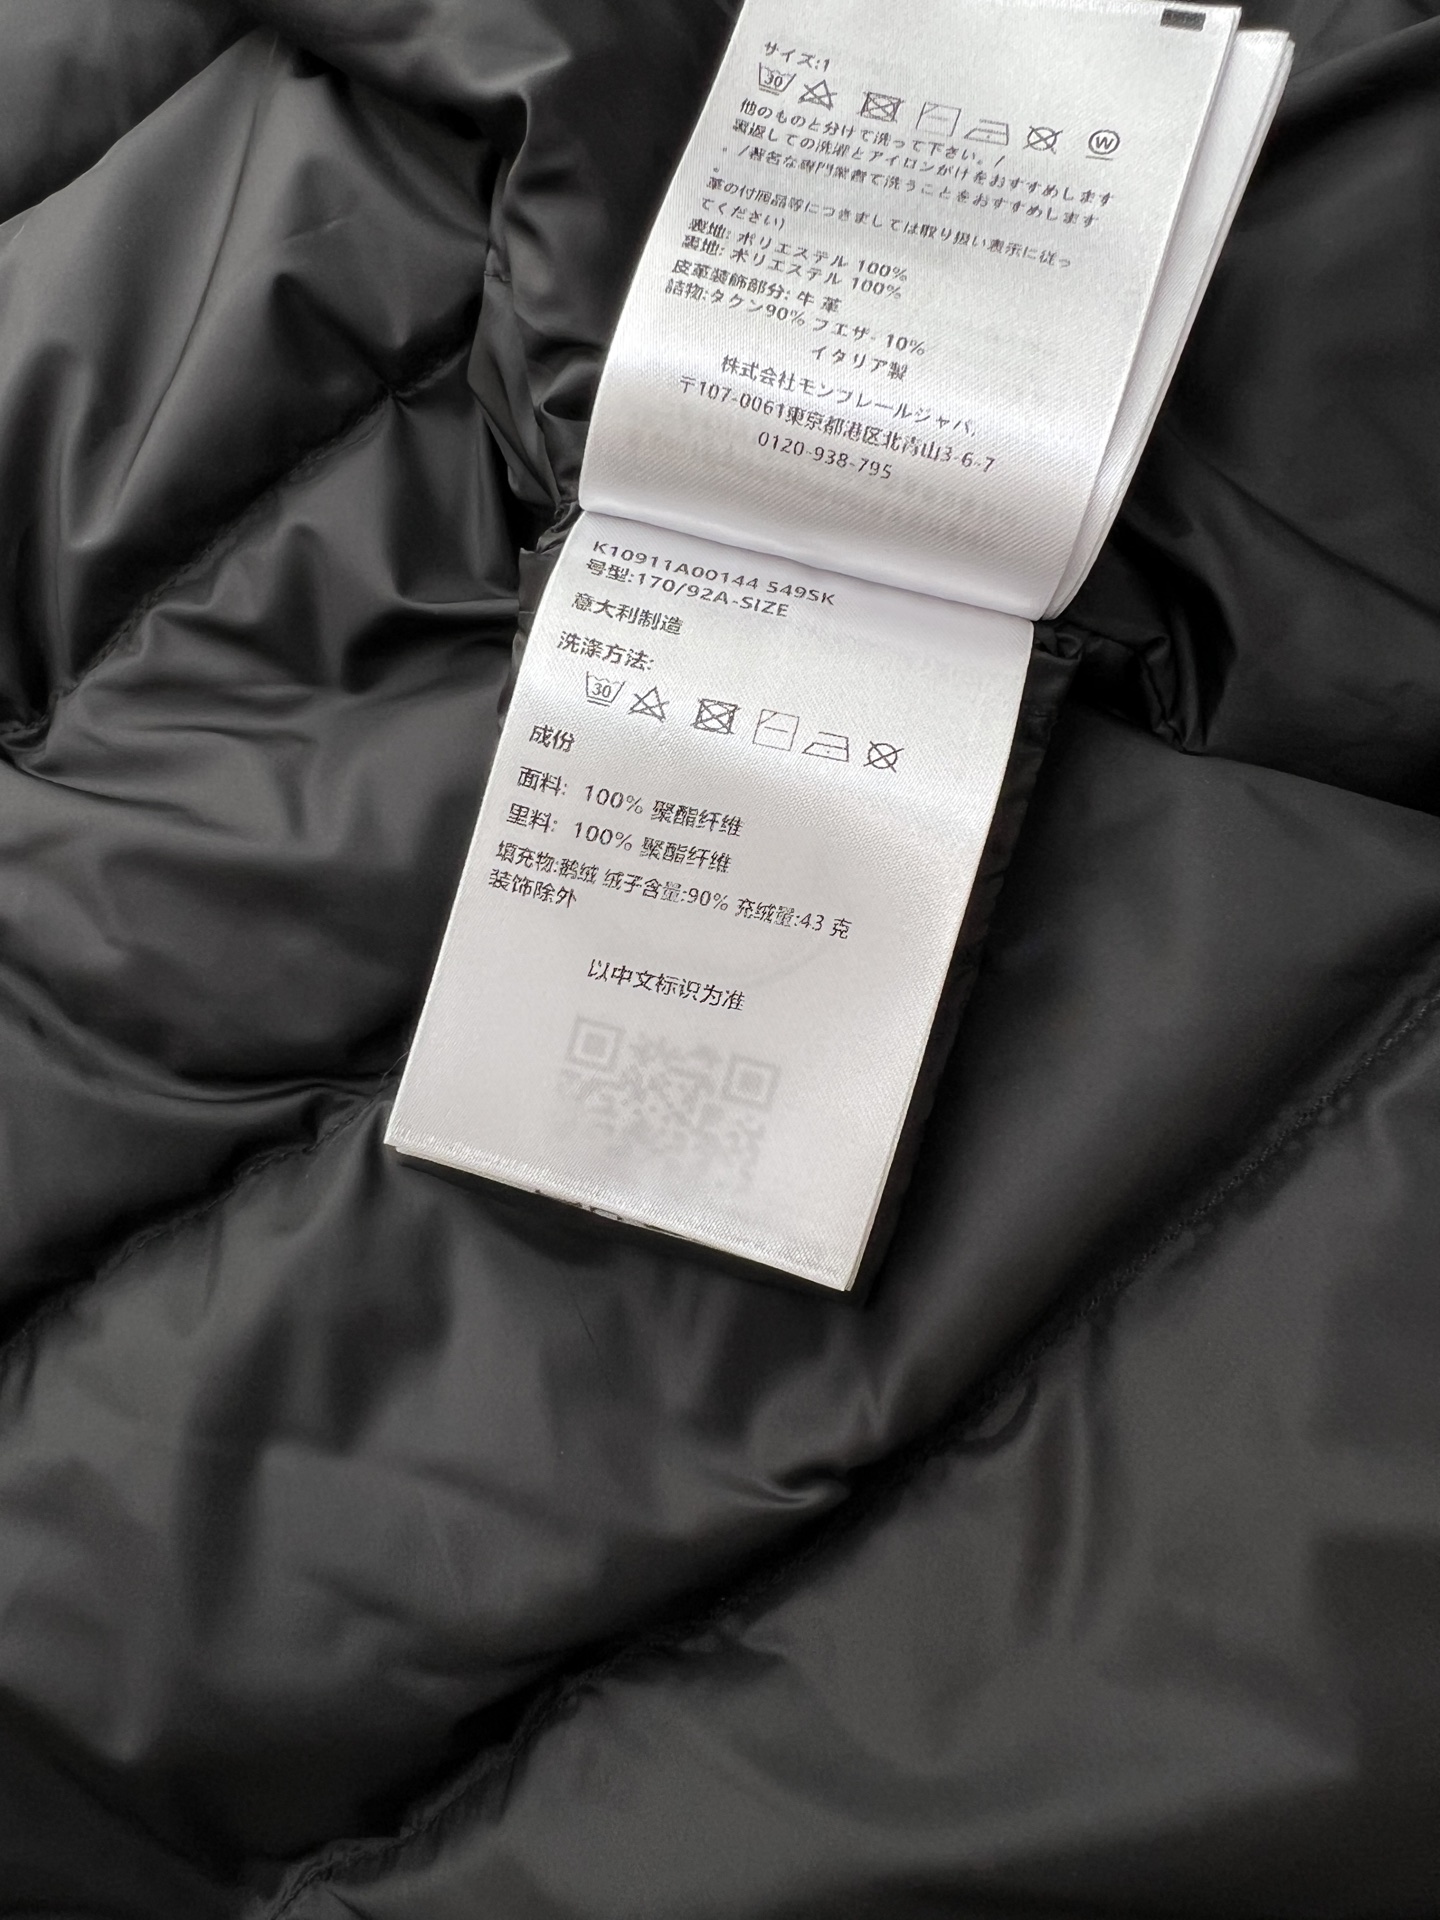 サイズ:1
30
W
他のものと分けて洗って下さい。/
裏返しての洗濯とアイロンがけをおすすめします
。/著名な専門業者で洗うことをおすすめします
。
革の付属品等につきましては取り扱い表示に従っ
てください)
表地: ポリエステル 100%
裏地: ポリエステル 100%
皮革装飾部分: 牛 革
詰物:タクン90% フエザ- 10%
イタリア製
株式会社モンブレールジャパ,
〒107-0061東京都港区北青山3-6-7
0120-938-795
K10911A00144 549SK
号型:170/92A-SIZE
意大利制造
洗涤方法:
30
成份
面料: 100% 聚酯纤维
里料: 100% 聚酯纤维
填充物:鹅绒 绒子含量:90% 充绒量:43 克
装饰除外
以中文标识为准